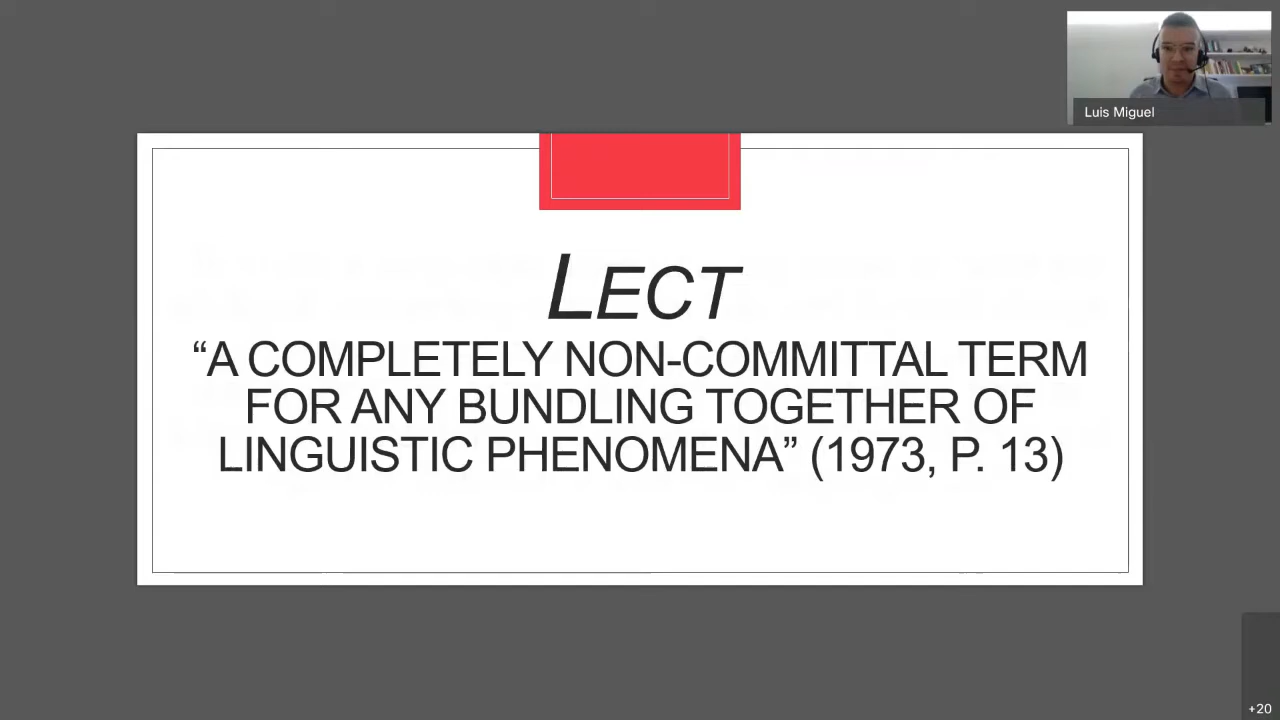 Luis Miguel
LECT
“A COMPLETELY NON-COMMITTAL TERM
FOR ANY BUNDLING TOGETHER OF
LINGUISTIC PHENOMENA” (1973, P. 13)
+20